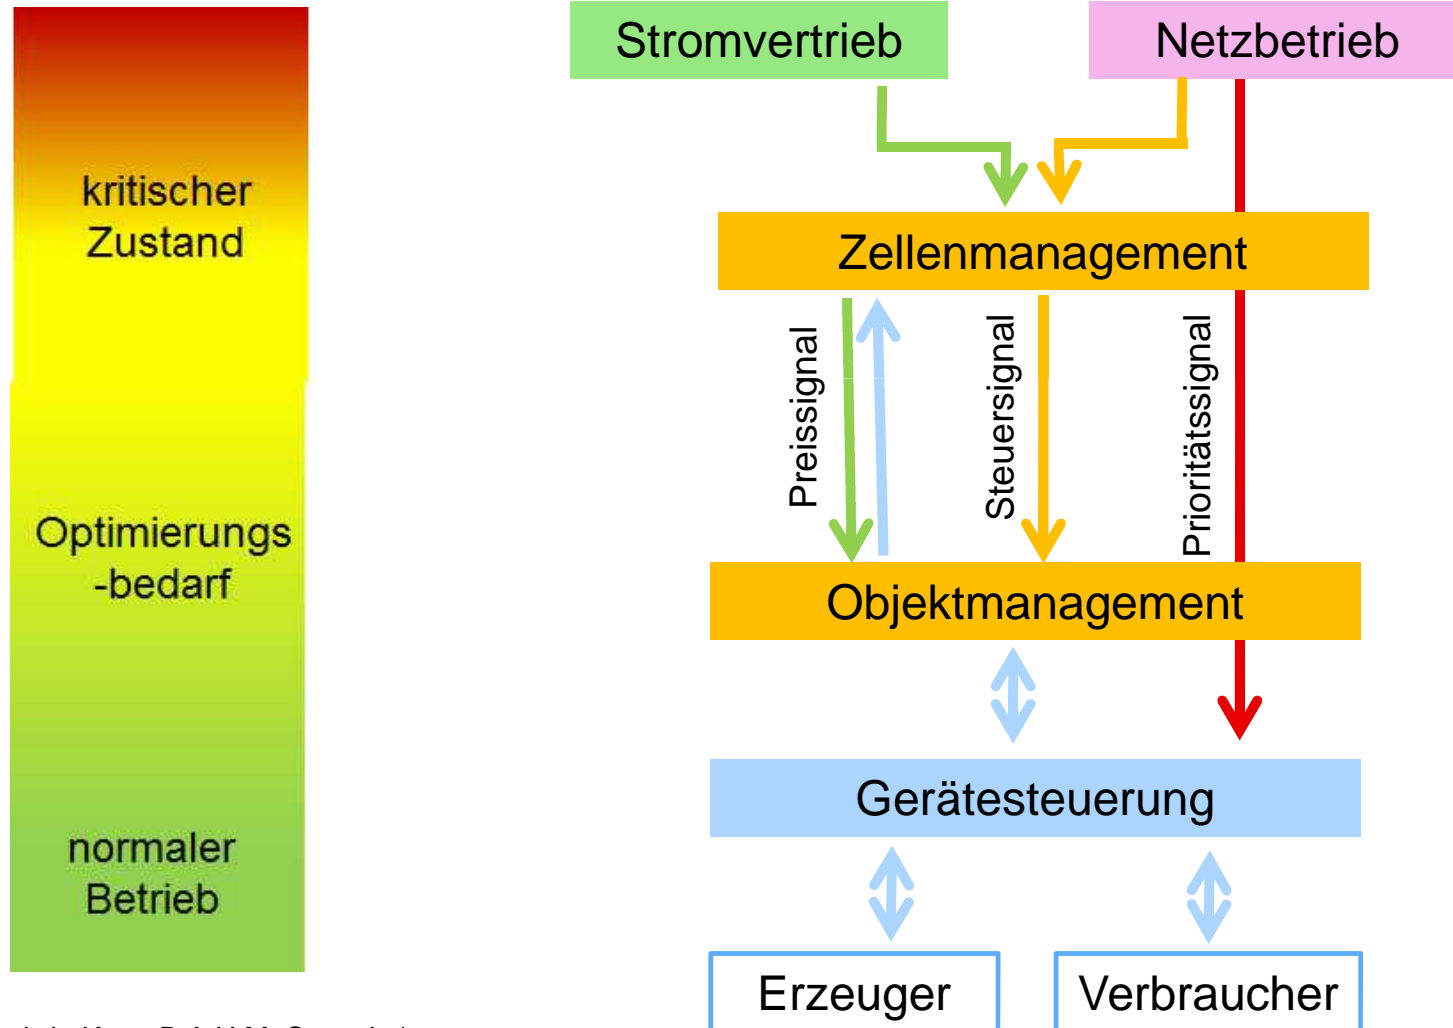 kritischer
Zustand
Optimierungs
-bedarf
normaler
Betrieb
Stromvertrieb
Netzbetrieb
Zellenmanagement
Preissignal
Steuersignal
Prioritätssignal
Objektmanagement
Gerätesteuerung
Erzeuger
Verbraucher